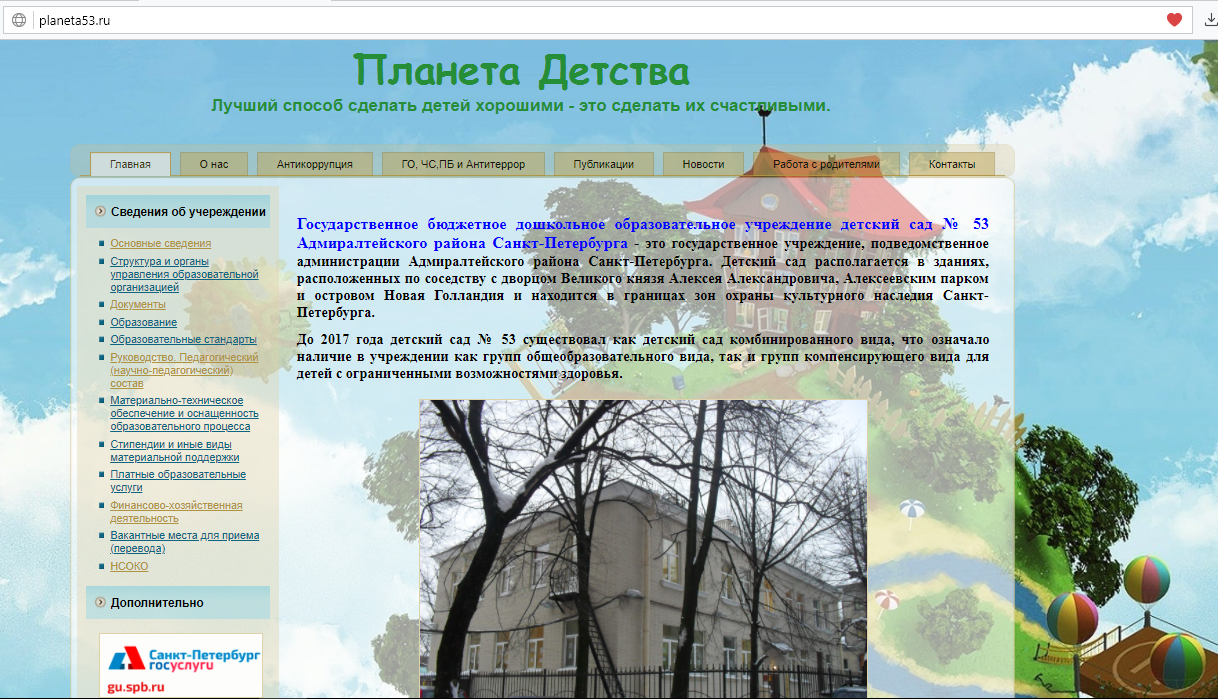 planeta53.ru
Планета Детства
Лучший способ сделать детей хорошими - это сделать их счастливыми.
Главная
О нас
Антикоррупция
ГО, ЧС,ПБ и Антитеррор
Публикации
Новости
Работа с родителями
Контакты
Сведения об учереждении
Основные сведения
Структура и органы
управления образовательной
организацией
Документы
Образование
Образовательные стандарты
Руководство. Педагогический
(научно-педагогический)
состав
Материально-техническое
обеспечение и оснащенность
образовательного процесса
Стипендии и иные виды
материальной поддержки
Платные образовательные
услуги
Финансово-хозяйственная
деятельность
Вакантные места для приема
(перевода)
НСОКО
Дополнительно
Санкт-Петербург
госуслуги
gu.spb.ru
Государственное бюджетное дошкольное образовательное учреждение детский сад № 53
Адмиралтейского района Санкт-Петербурга - это государственное учреждение, подведомственное
администрации Адмиралтейского района Санкт-Петербурга. Детский сад располагается в зданиях,
расположенных по соседству с дворцом Великого князя Алексея Александровича, Алексеевским парком
и островом Новая Голландия и находится в границах зон охраны культурного наследия Санкт-
Петербурга.
До 2017 года детский сад № 53 существовал как детский сад комбинированного вида, что означало
наличие в учреждении как групп общеобразовательного вида, так и групп компенсирующего вида для
детей с ограниченными возможностями здоровья.